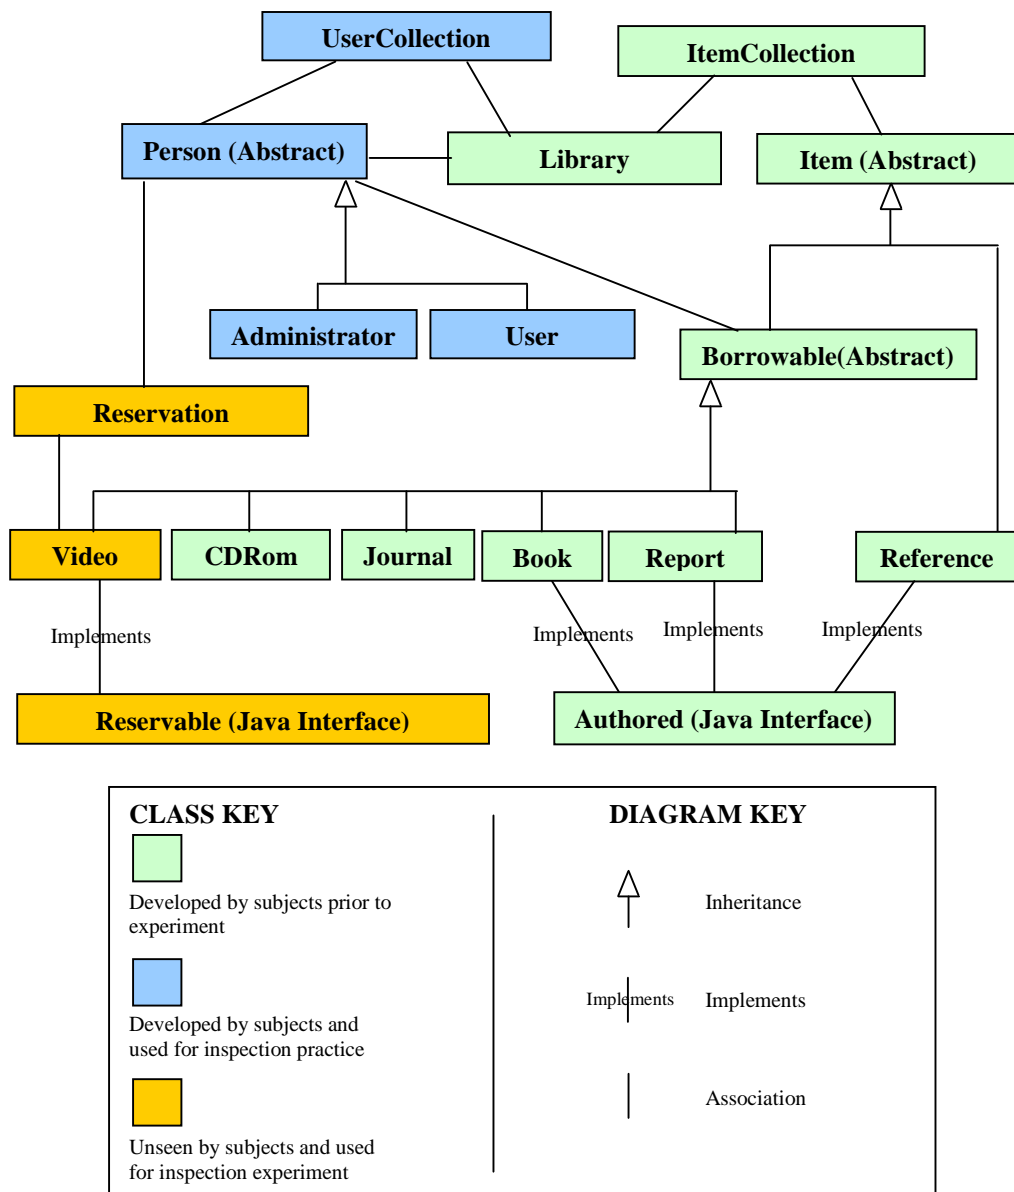 UserCollection
ItemCollection
Person (Abstract)
Library
Item (Abstract)
Administrator
User
Borrowable(Abstract)
Reservation
Video
CDRom
Journal
Book
Report
Reference
Implements
Implements
Implements
Implements
Reservable (Java Interface)
Authored (Java Interface)
CLASS KEY
Developed by subjects prior to
experiment
Developed by subjects and
used for inspection practice
Unseen by subjects and used
for inspection experiment
DIAGRAM KEY
Inheritance
Implements
Implements
Association